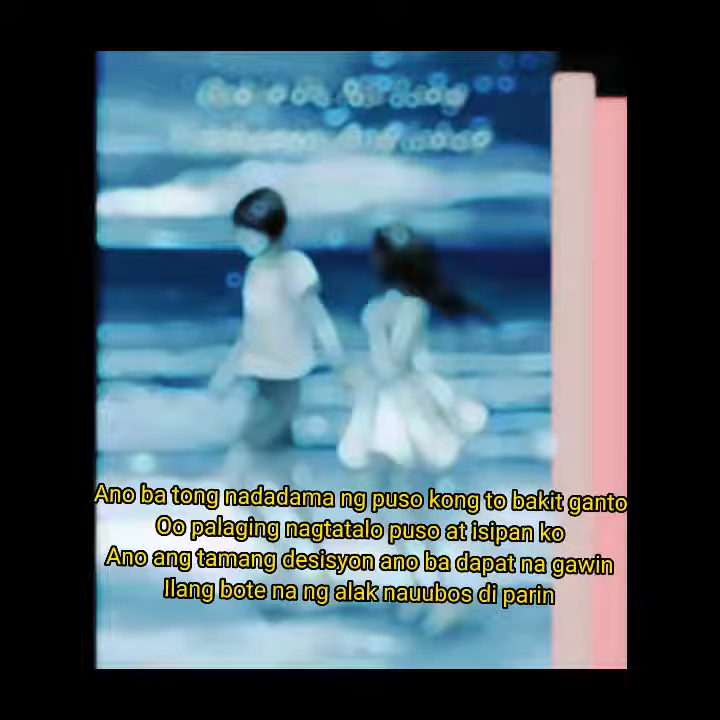 Ano ba tong nadadama ng puso kong to bakit ganto
Oo palaging nagtatalo puso at isipan ko
Ano ang tamang desisyon ano ba dapat na gawin
Ilang bote na ng alak nauubos di parin